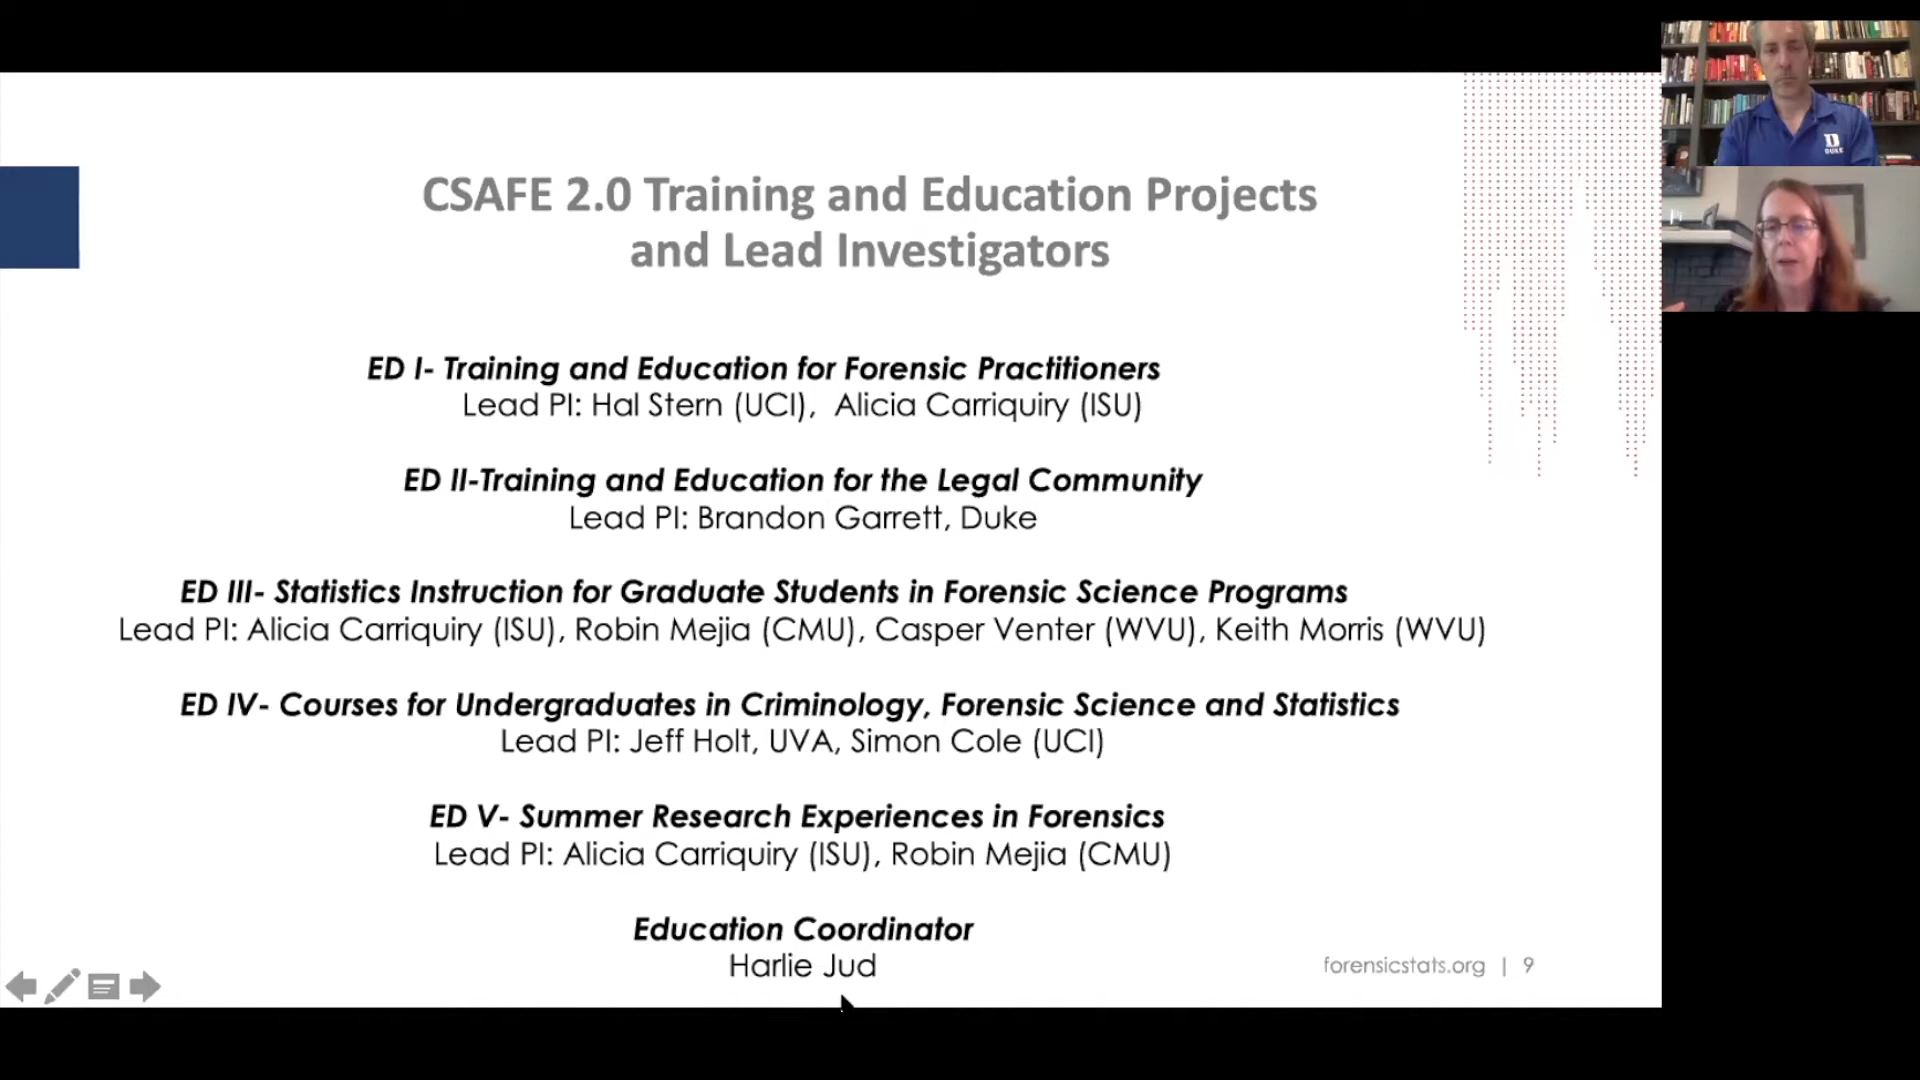 CSAFE 2.0 Training and Education Projects
and Lead Investigators
ED I- Training and Education for Forensic Practitioners
Lead PI: Hal Stern (UCI), Alicia Carriquiry (ISU)
ED II-Training and Education for the Legal Community
Lead PI: Brandon Garrett, Duke
ED III- Statistics Instruction for Graduate Students in Forensic Science Programs
Lead PI: Alicia Carriquiry (ISU), Robin Mejia (CMU), Casper Venter (WVU), Keith Morris (WVU)
ED IV- Courses for Undergraduates in Criminology, Forensic Science and Statistics
Lead PI: Jeff Holt, UVA, Simon Cole (UCI)
ED V- Summer Research Experiences in Forensics
Lead PI: Alicia Carriquiry (ISU), Robin Mejia (CMU)
Education Coordinator
Harlie Jud
forensicstats.org | 9
D
DUKE